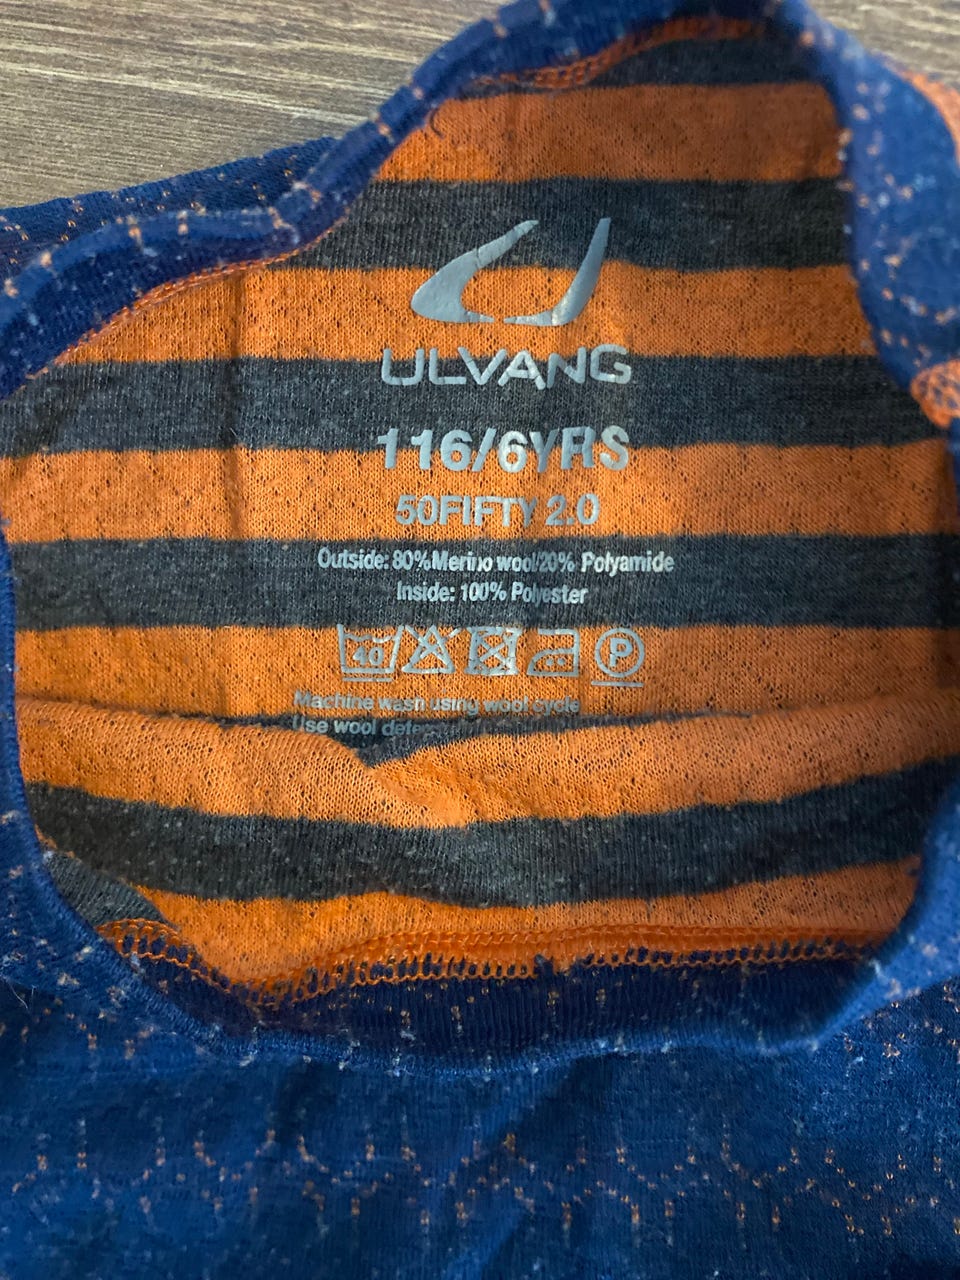 ULVANG
116/6YRS
50FIFTY 2.0
Outside: 80%Merino wool/20% Polyamide
Inside: 100% Polyester
40 P
Machine wash using wool cycle
Use wool